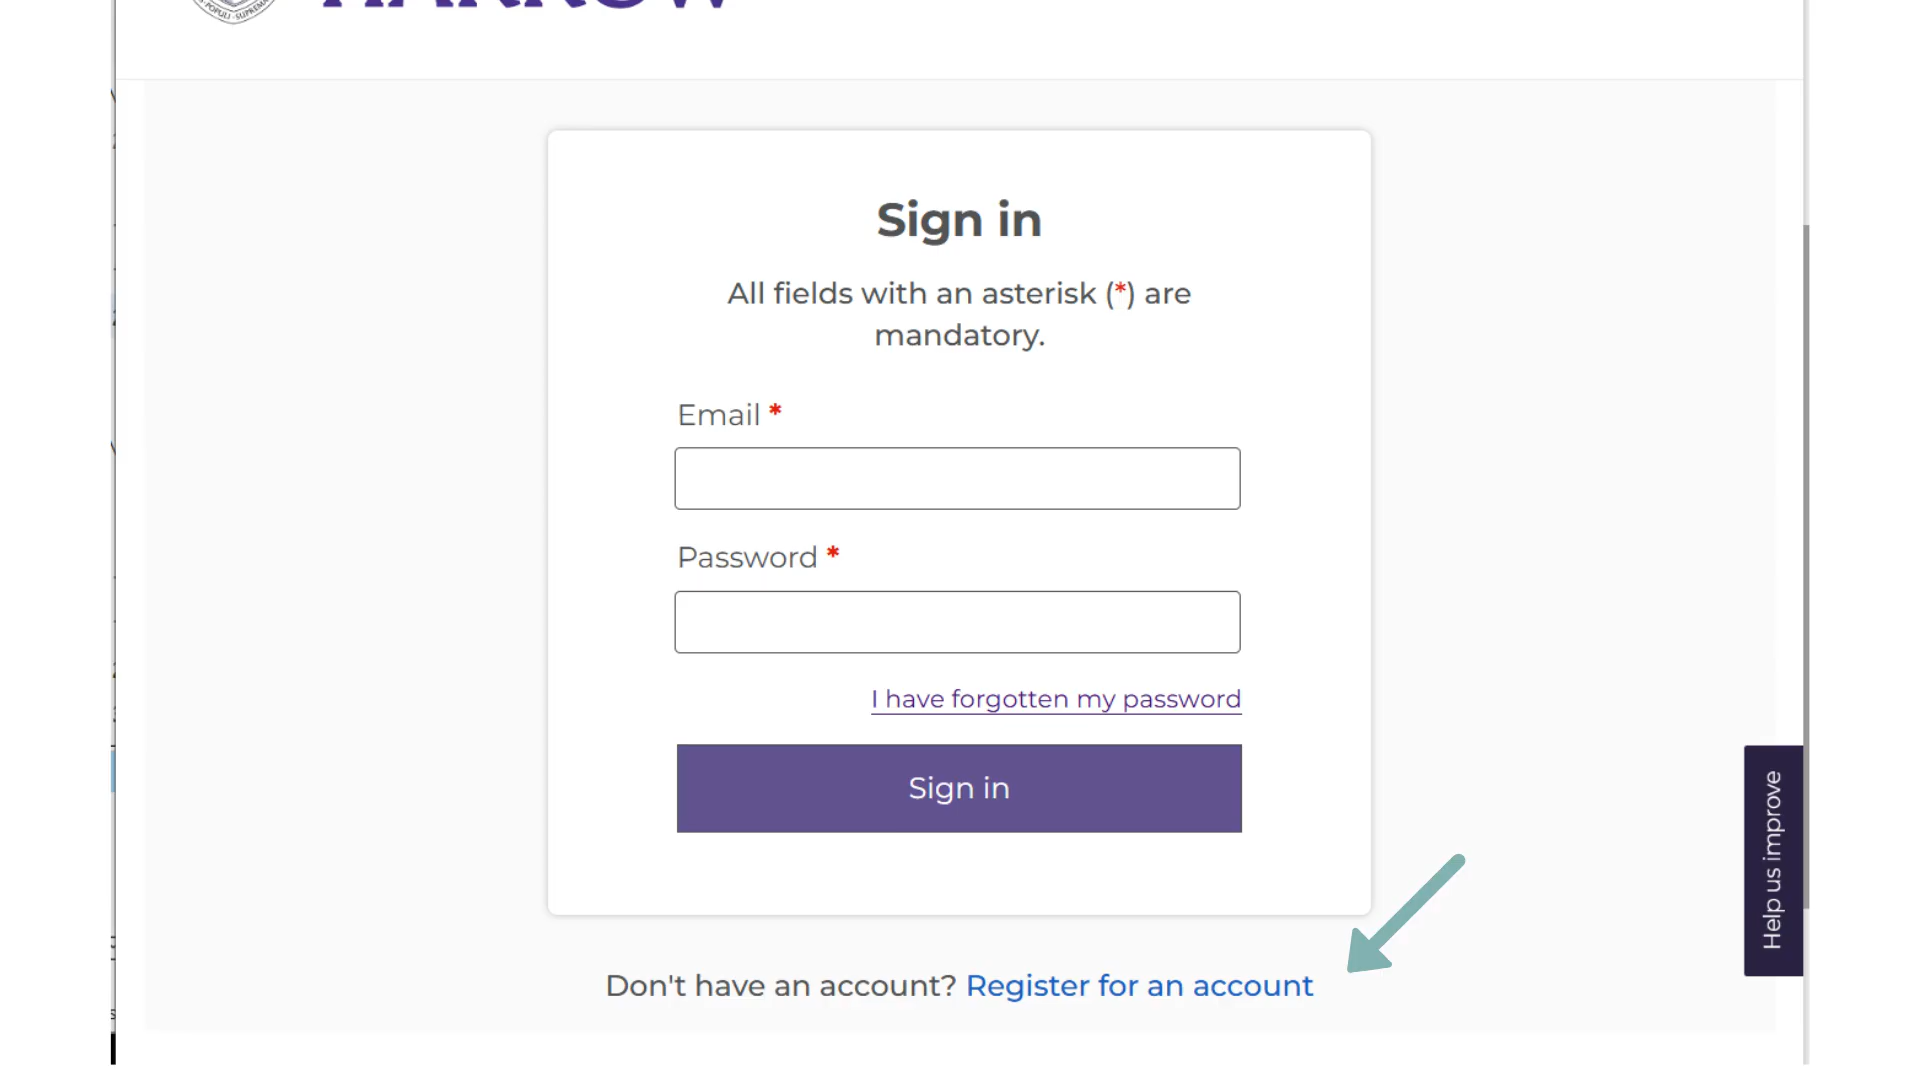 HARROW
Sign in
All fields with an asterisk (*) are
mandatory.
Email *
Password *
I have forgotten my password
Sign in
Help us improve
Don't have an account? Register for an account